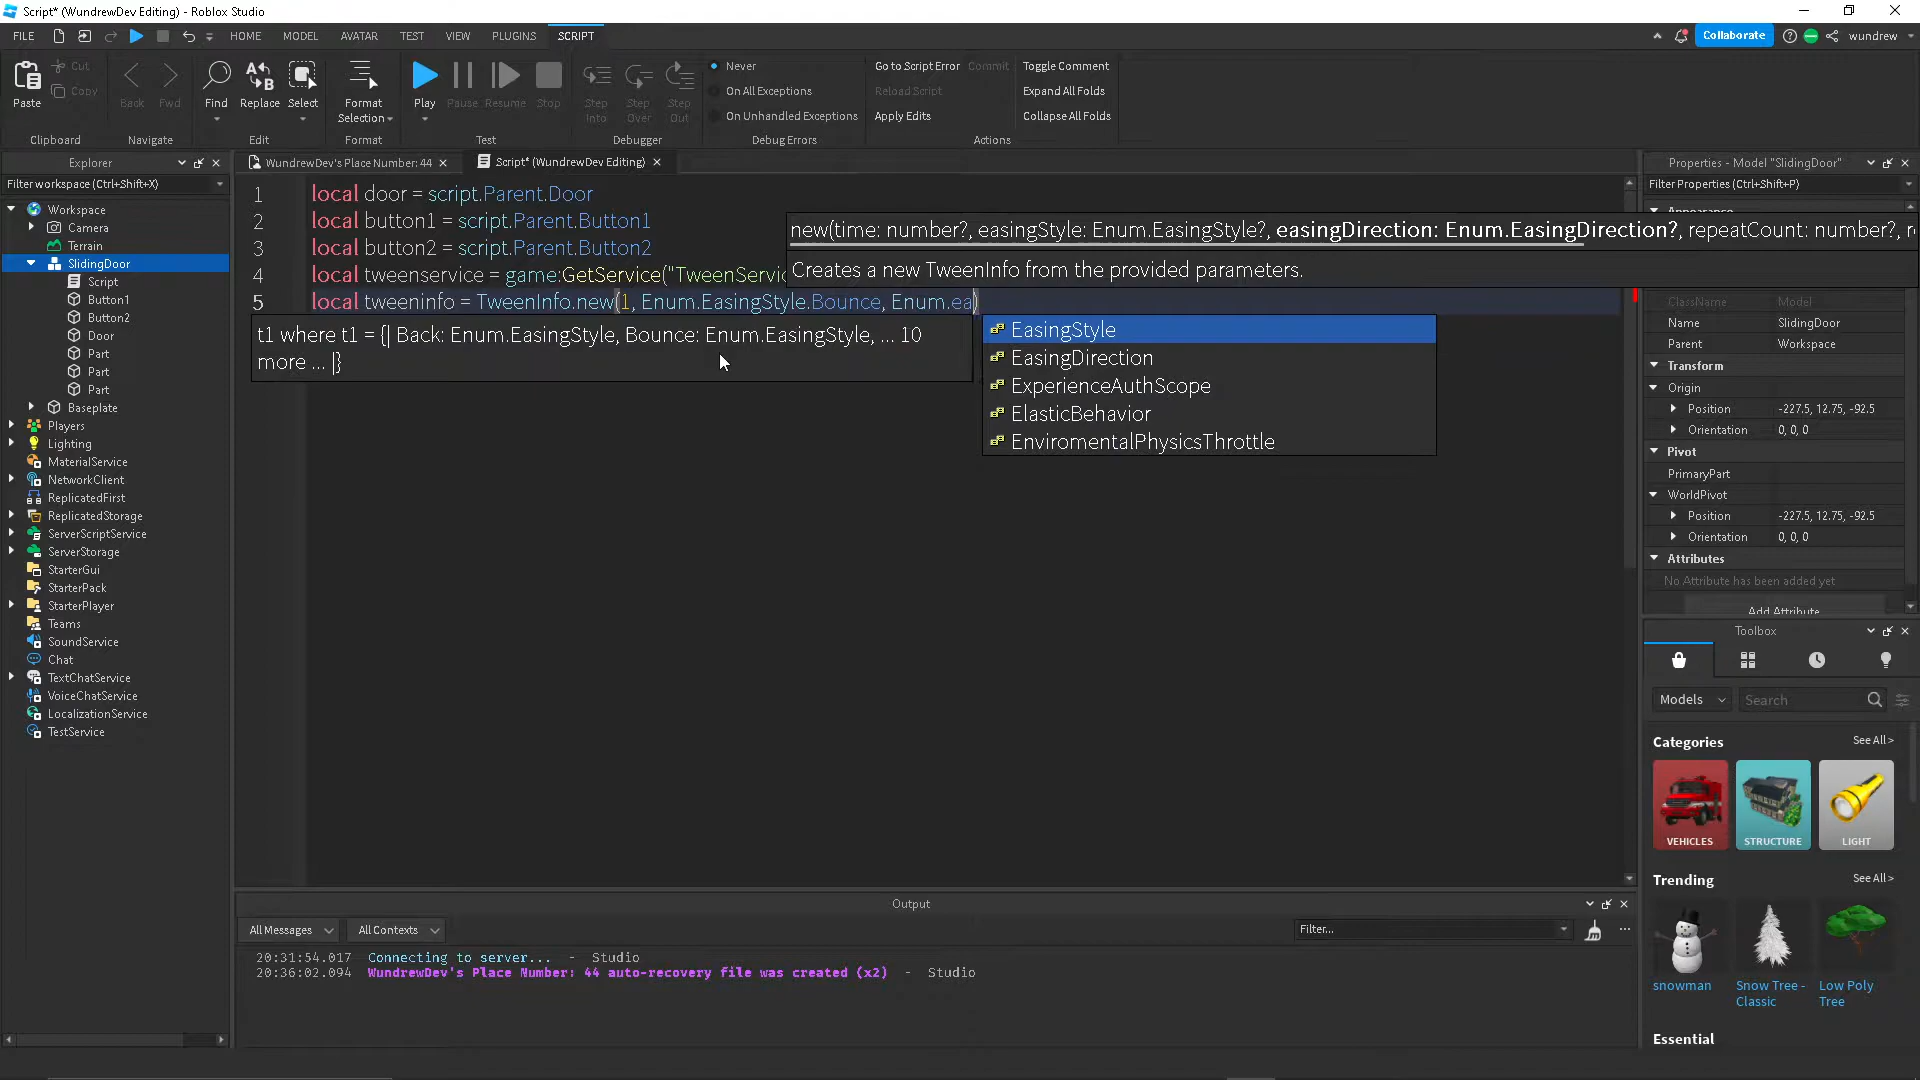 Script* (WundrewDev Editing) - Roblox Studio
FILE HOME MODEL AVATAR TEST VIEW PLUGINS SCRIPT Collaborate wundrew
Paste Cut Copy
Back Fwd
Find Replace Select
Format Selection
Play Pause Resume Stop
Step Into Step Over Step Out
Never
On All Exceptions
On Unhandled Exceptions
Go to Script Error Commit
Reload Script
Apply Edits
Toggle Comment
Expand All Folds
Collapse All Folds
Clipboard Navigate Edit Format Test Debugger Debug Errors Actions
Explorer
Filter workspace (Ctrl+Shift+X)
Workspace
Camera
Terrain
SlidingDoor
Script
Button1
Button2
Door
Part
Part
Part
Baseplate
Players
Lighting
MaterialService
NetworkClient
ReplicatedFirst
ReplicatedStorage
ServerScriptService
ServerStorage
StarterGui
StarterPack
StarterPlayer
Teams
SoundService
Chat
TextChatService
VoiceChatService
LocalizationService
TestService
WundrewDev's Place Number: 44
Script* (WundrewDev Editing)
1 local door = script.Parent.Door
2 local button1 = script.Parent.Button1
3 local button2 = script.Parent.Button2
4 local tweenservice = game:GetService("TweenServic
5 local tweeninfo = TweenInfo.new(1, Enum.EasingStyle.Bounce, Enum.ea)
new(time: number?, easingStyle: Enum.EasingStyle?, easingDirection: Enum.EasingDirection?, repeatCount: number?, r
Creates a new TweenInfo from the provided parameters.
t1 where t1 = {| Back: Enum.EasingStyle, Bounce: Enum.EasingStyle, ... 10
more ... |}
EasingStyle
EasingDirection
ExperienceAuthScope
ElasticBehavior
EnviromentalPhysicsThrottle
Output
All Messages All Contexts Filter...
20:31:54.017 Connecting to server... - Studio
20:36:02.094 WundrewDev's Place Number: 44 auto-recovery file was created (x2) - Studio
Properties - Model "SlidingDoor"
Filter Properties (Ctrl+Shift+P)
ClassName Model
Name SlidingDoor
Parent Workspace
Transform
Origin
Position -227.5, 12.75, -92.5
Orientation 0, 0, 0
Pivot
PrimaryPart
WorldPivot
Position -227.5, 12.75, -92.5
Orientation 0, 0, 0
Attributes
No Attribute has been added yet
Add Attribute
Toolbox
Models Search
Categories See All >
VEHICLES STRUCTURE LIGHT
Trending See All >
snowman
Snow Tree - Classic
Low Poly Tree
Essential